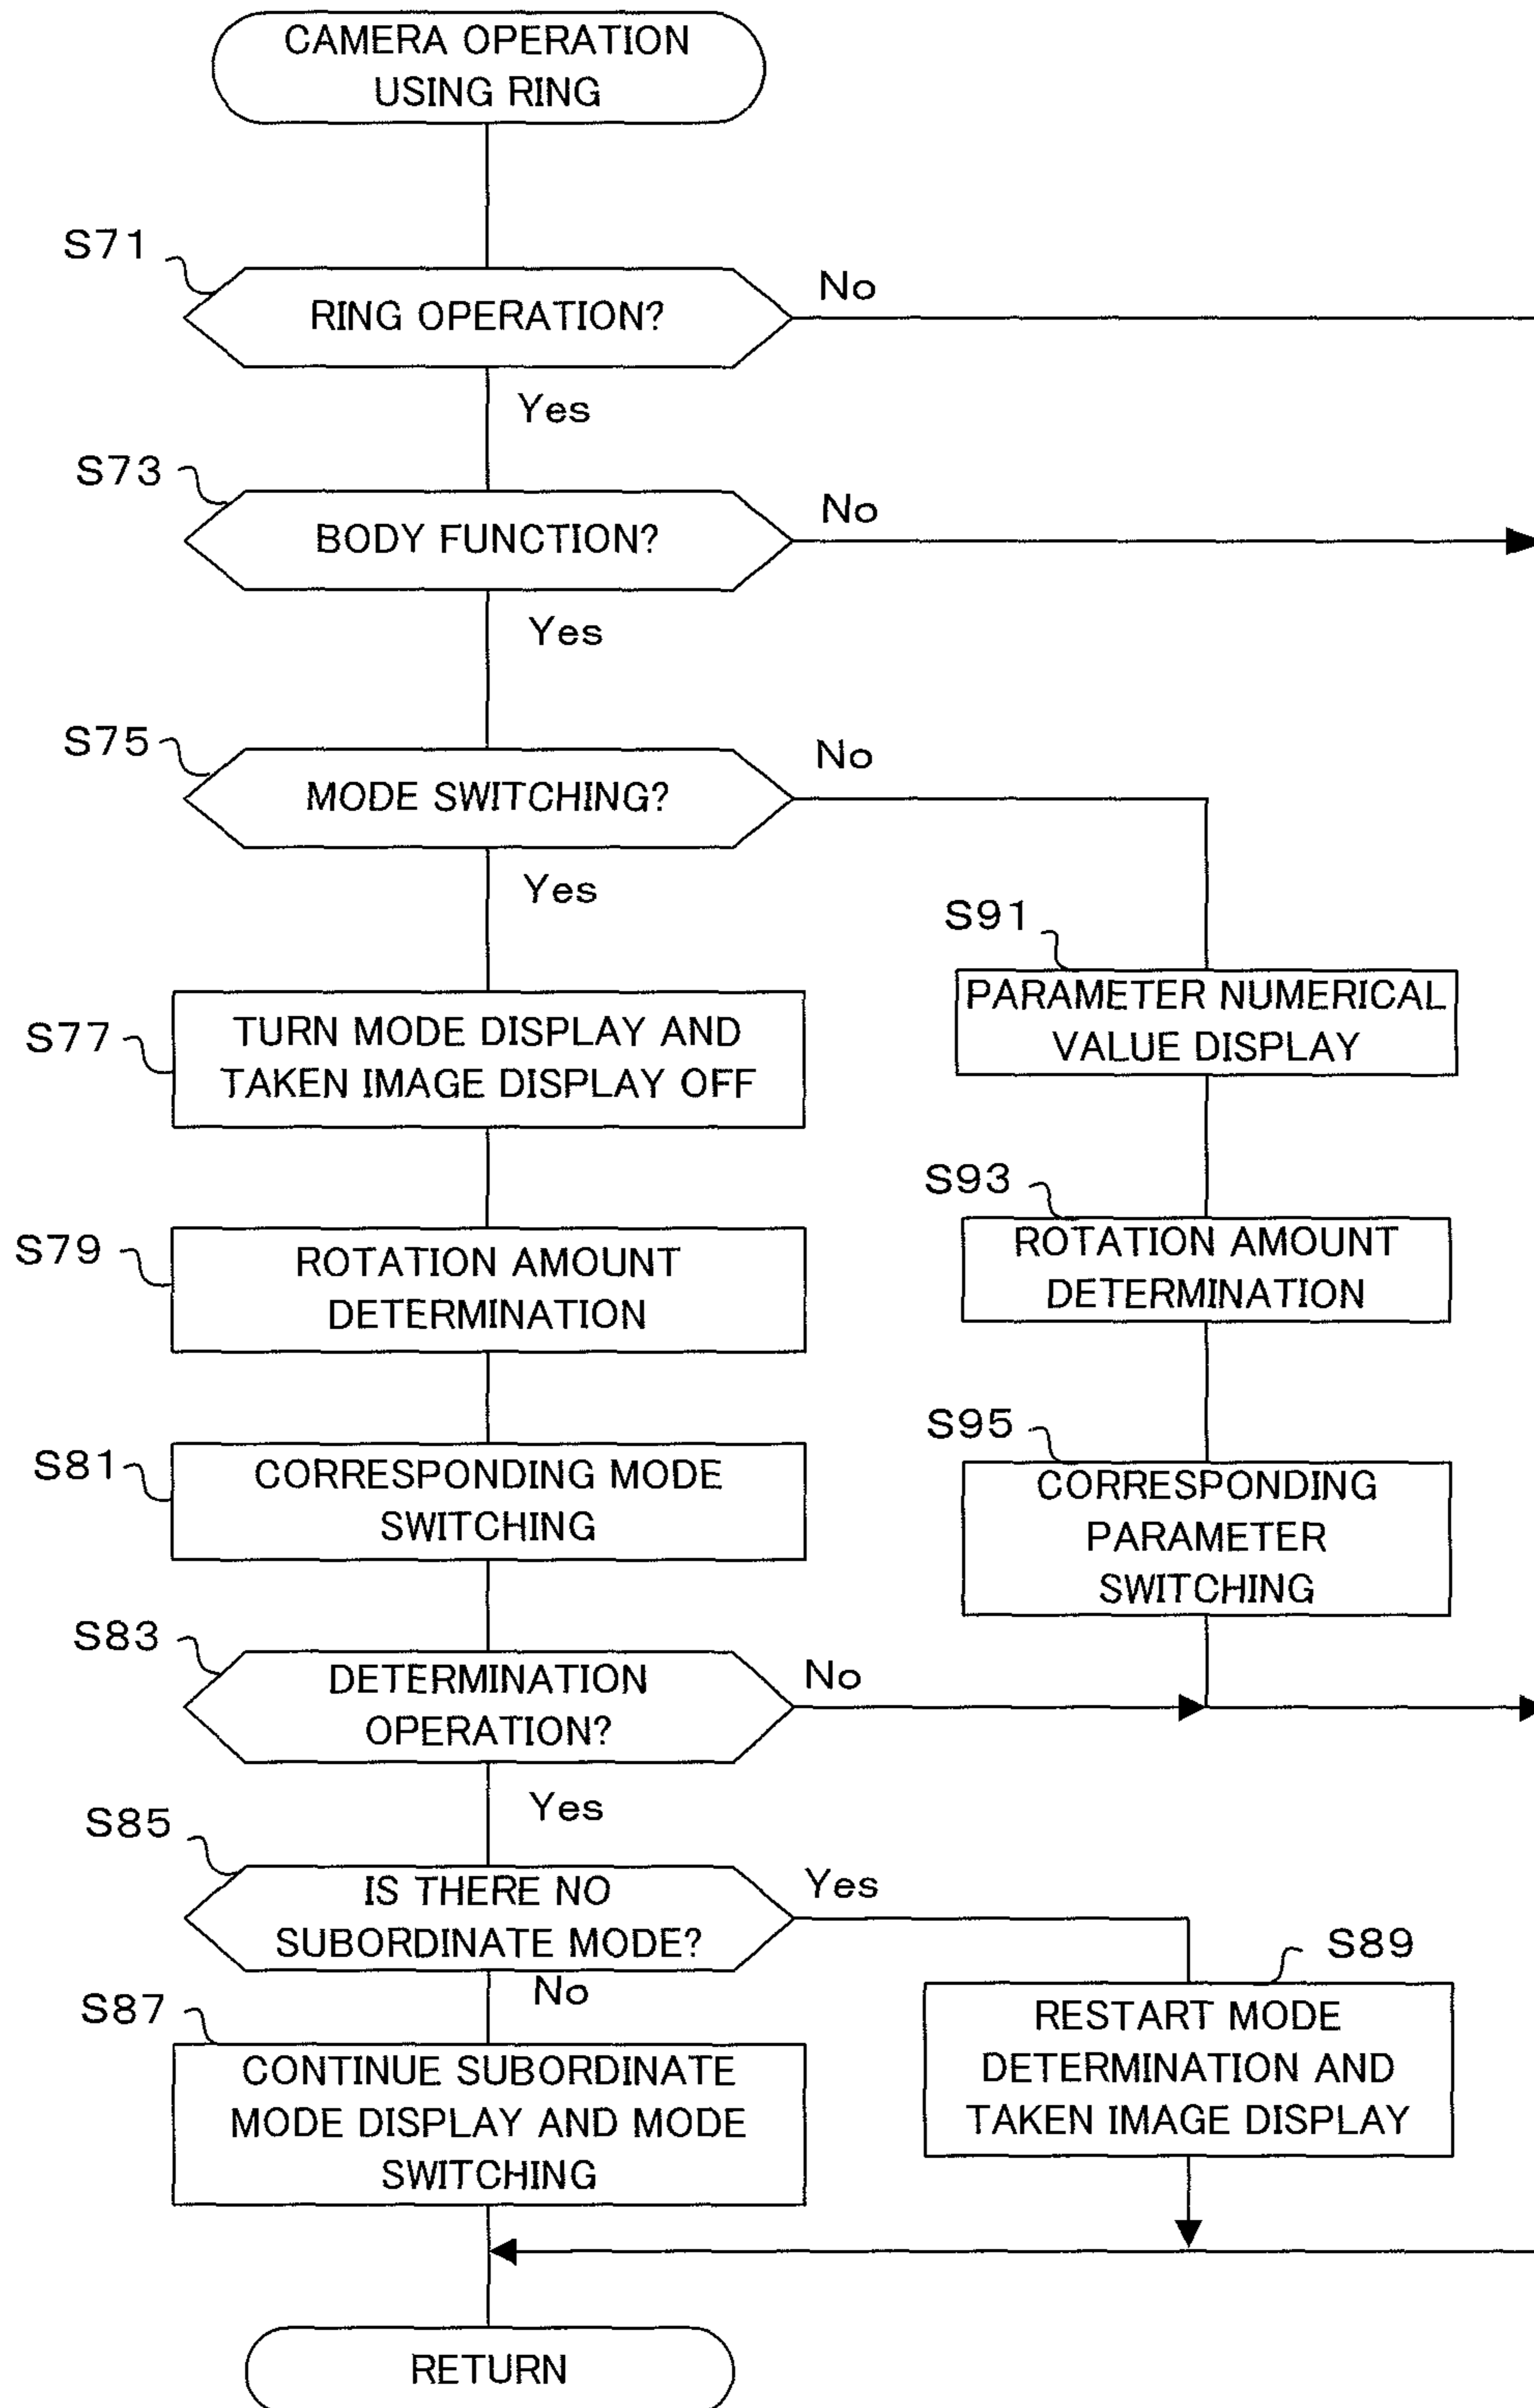 CAMERA OPERATION
USING RING
S71
RING OPERATION?
No
Yes
S73
BODY FUNCTION?
No
Yes
S75
MODE SWITCHING?
No
Yes
S77
TURN MODE DISPLAY AND
TAKEN IMAGE DISPLAY OFF
S79
ROTATION AMOUNT
DETERMINATION
S81
CORRESPONDING MODE
SWITCHING
S91
PARAMETER NUMERICAL
VALUE DISPLAY
S93
ROTATION AMOUNT
DETERMINATION
S95
CORRESPONDING
PARAMETER
SWITCHING
S83
DETERMINATION
OPERATION?
No
Yes
S85
IS THERE NO
SUBORDINATE MODE?
Yes
No
S87
CONTINUE SUBORDINATE
MODE DISPLAY AND MODE
SWITCHING
S89
RESTART MODE
DETERMINATION AND
TAKEN IMAGE DISPLAY
RETURN